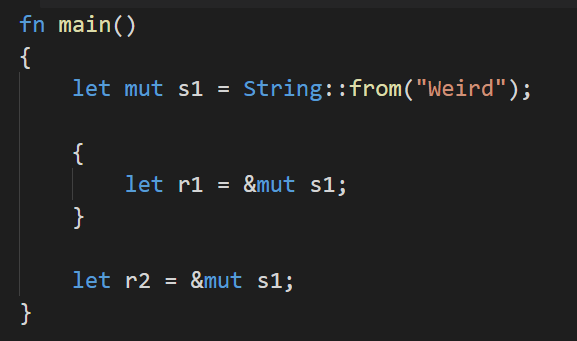 fn main()
{
    let mut s1 = String::from("Weird");
    {
        let r1 = &mut s1;
    }
    let r2 = &mut s1;
}